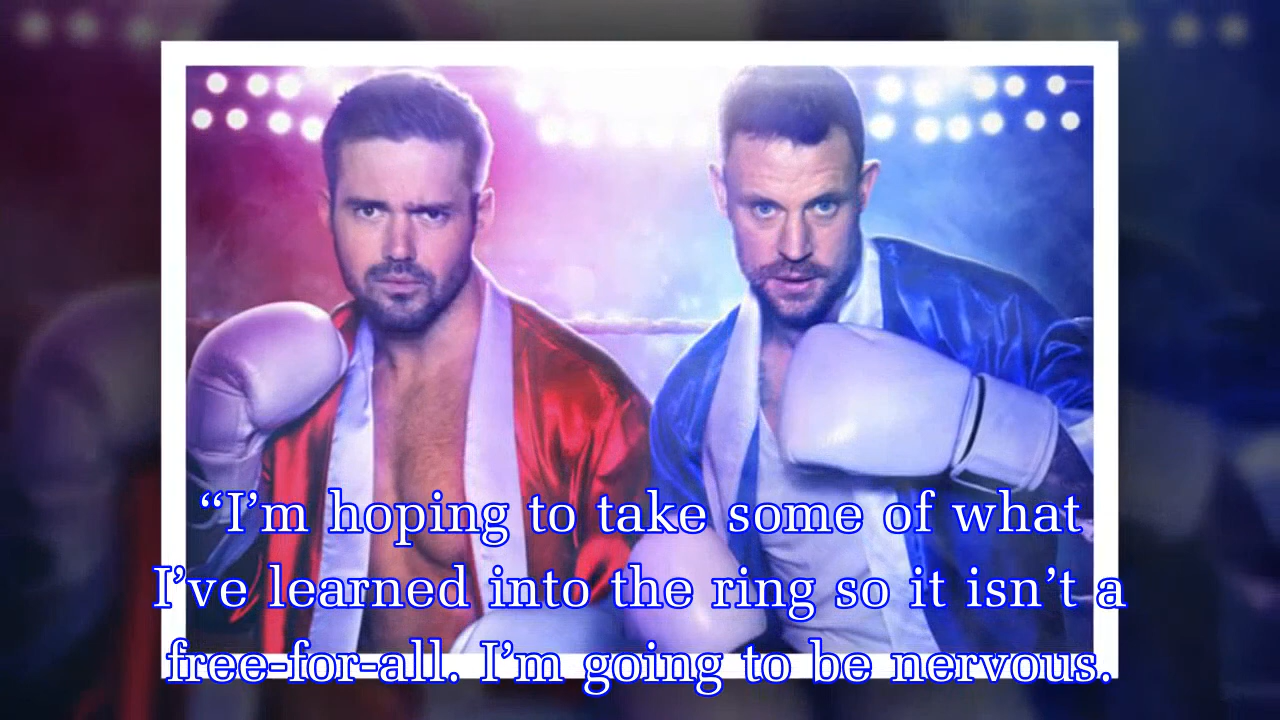 “I’m hoping to take some of what
I’ve learned into the ring so it isn’t a
free-for-all. I’m going to be nervous.